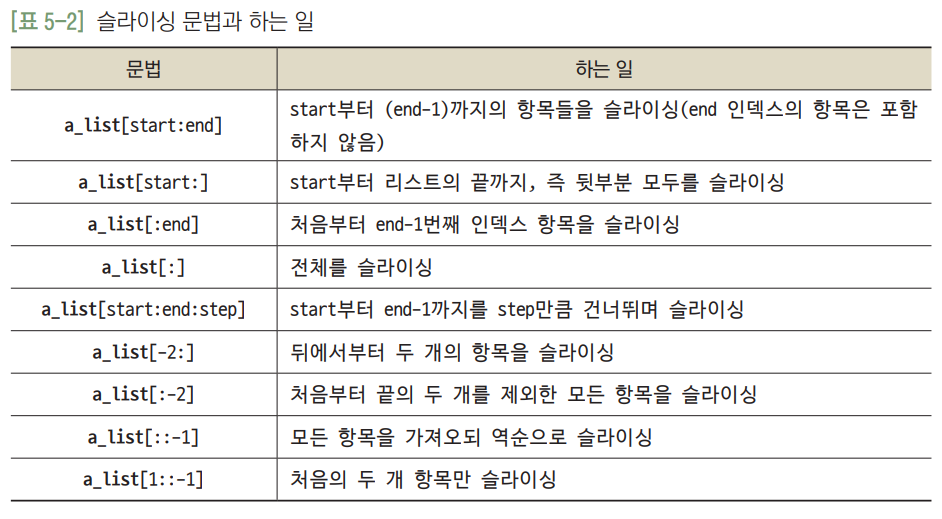 [표 5-2] 슬라이싱 문법과 하는 일
문법 하는 일
a_list[start:end] start부터 (end-1)까지의 항목들을 슬라이싱(end 인덱스의 항목은 포함
하지 않음)
a_list[start:] start부터 리스트의 끝까지, 즉 뒷부분 모두를 슬라이싱
a_list[:end] 처음부터 end-1번째 인덱스 항목을 슬라이싱
a_list[:] 전체를 슬라이싱
a_list[start:end:step] start부터 end-1까지를 step만큼 건너뛰며 슬라이싱
a_list[-2:] 뒤에서부터 두 개의 항목을 슬라이싱
a_list[:-2] 처음부터 끝의 두 개를 제외한 모든 항목을 슬라이싱
a_list[::-1] 모든 항목을 가져오되 역순으로 슬라이싱
a_list[1::-1] 처음의 두 개 항목만 슬라이싱